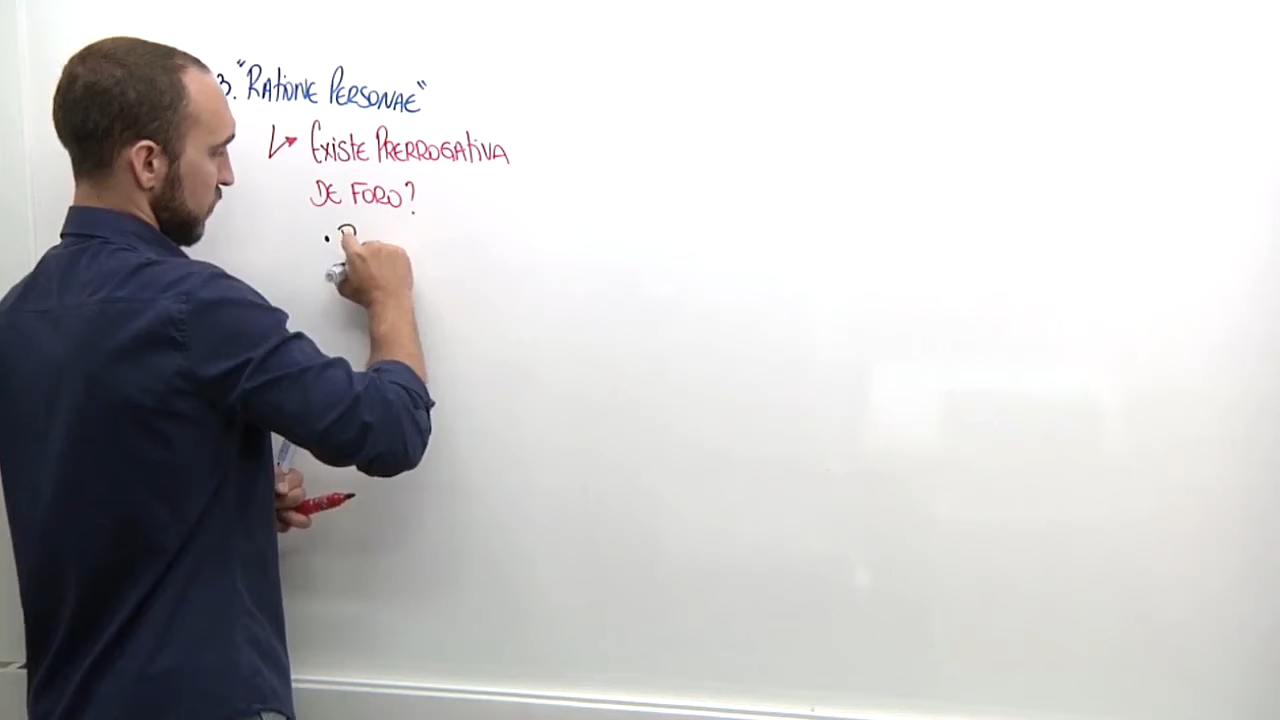 3. "RATIONE PERSONAE"
↳ EXISTE PRERROGATIVA
DE FORO?
•